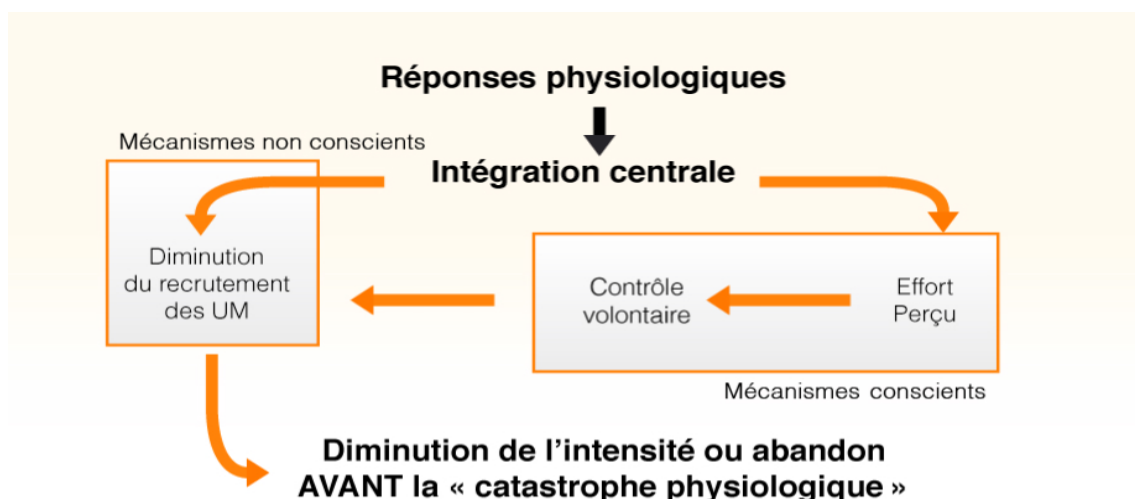 Réponses physiologiques
Mécanismes non conscients
Intégration centrale
Diminution
du recrutement
des UM
Contrôle
volontaire
Effort
Perçu
Mécanismes conscients
Diminution de l’intensité ou abandon
AVANT la « catastrophe physiologique »